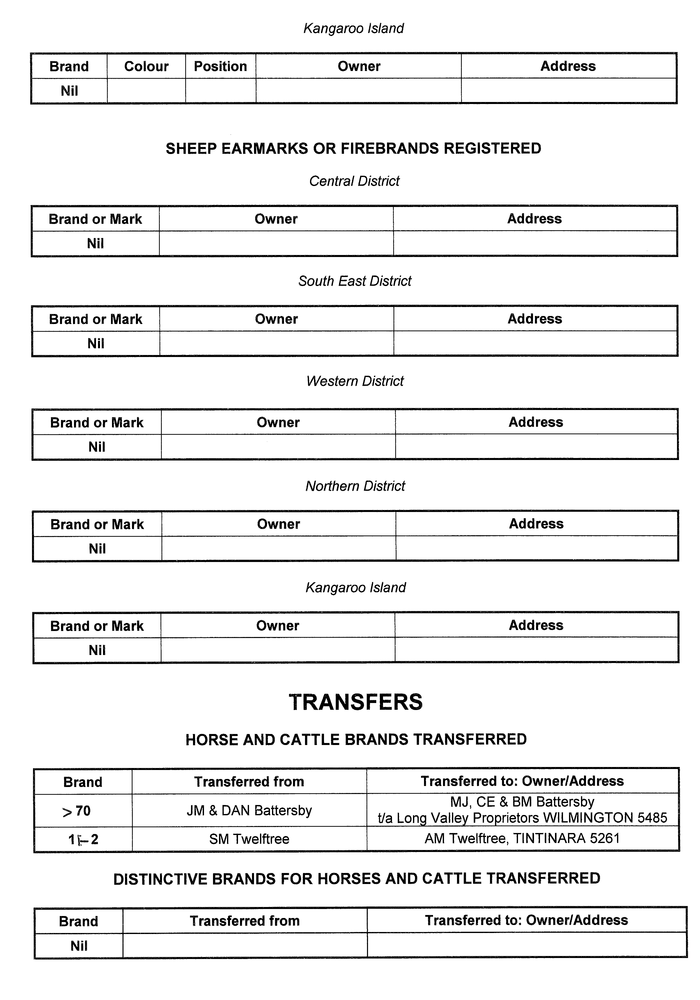 Kangaroo Island
Brand Colour Position Owner Address
Nil
SHEEP EARMARKS OR FIREBRANDS REGISTERED
Central District
Brand or Mark Owner Address
Nil
South East District
Brand or Mark Owner Address
Nil
Western District
Brand or Mark Owner Address
Nil
Northern District
Brand or Mark Owner Address
Nil
Kangaroo Island
Brand or Mark Owner Address
Nil
TRANSFERS
HORSE AND CATTLE BRANDS TRANSFERRED
Brand Transferred from Transferred to: Owner/Address
>70 JM & DAN Battersby MJ, CE & BM Battersby
t/a Long Valley Proprietors WILMINGTON 5485
1 2 SM Twelftree AM Twelftree, TINTINARA 5261
DISTINCTIVE BRANDS FOR HORSES AND CATTLE TRANSFERRED
Brand Transferred from Transferred to: Owner/Address
Nil